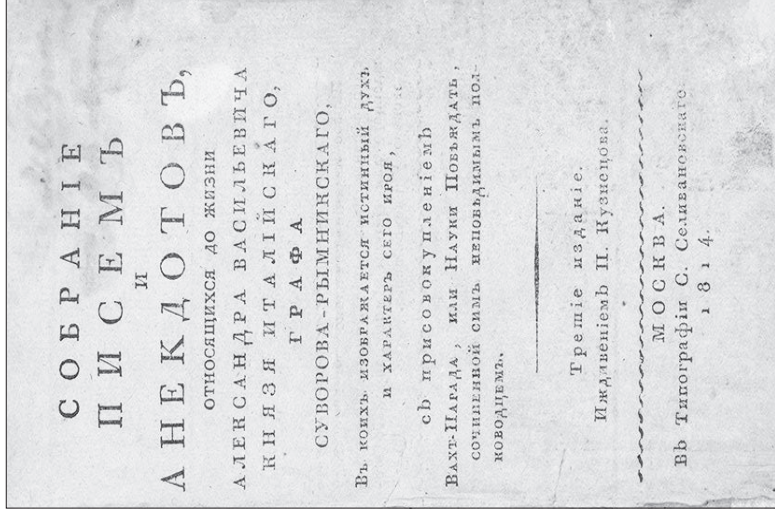 СОБРАНІЕ
ПИСЕМЪ
И
АНЕКДОТОВЪ,
ОТНОСЯЩИХСЯ ДО ЖИЗНИ
АЛЕКСАНДРА ВАСИЛЬЕВИЧА
КНЯЗЯ ИТАЛІЙСКАГО,
ГРАФА
СУВОРОВА-РЫМНИКСКАГО,
Въ коихъ изображается истинный духъ
и характеръ сего Ироя,
съ присовокупленіемъ
Вахт-Парада, или Науки Побѣждать,
сочиненной симъ непобѣдимымъ пол-
ководцемъ.
Третіе изданіе.
Иждивеніемъ П. Кузнецова.
МОСКВА.
Въ Типографіи С. Селивановскаго.
1814.